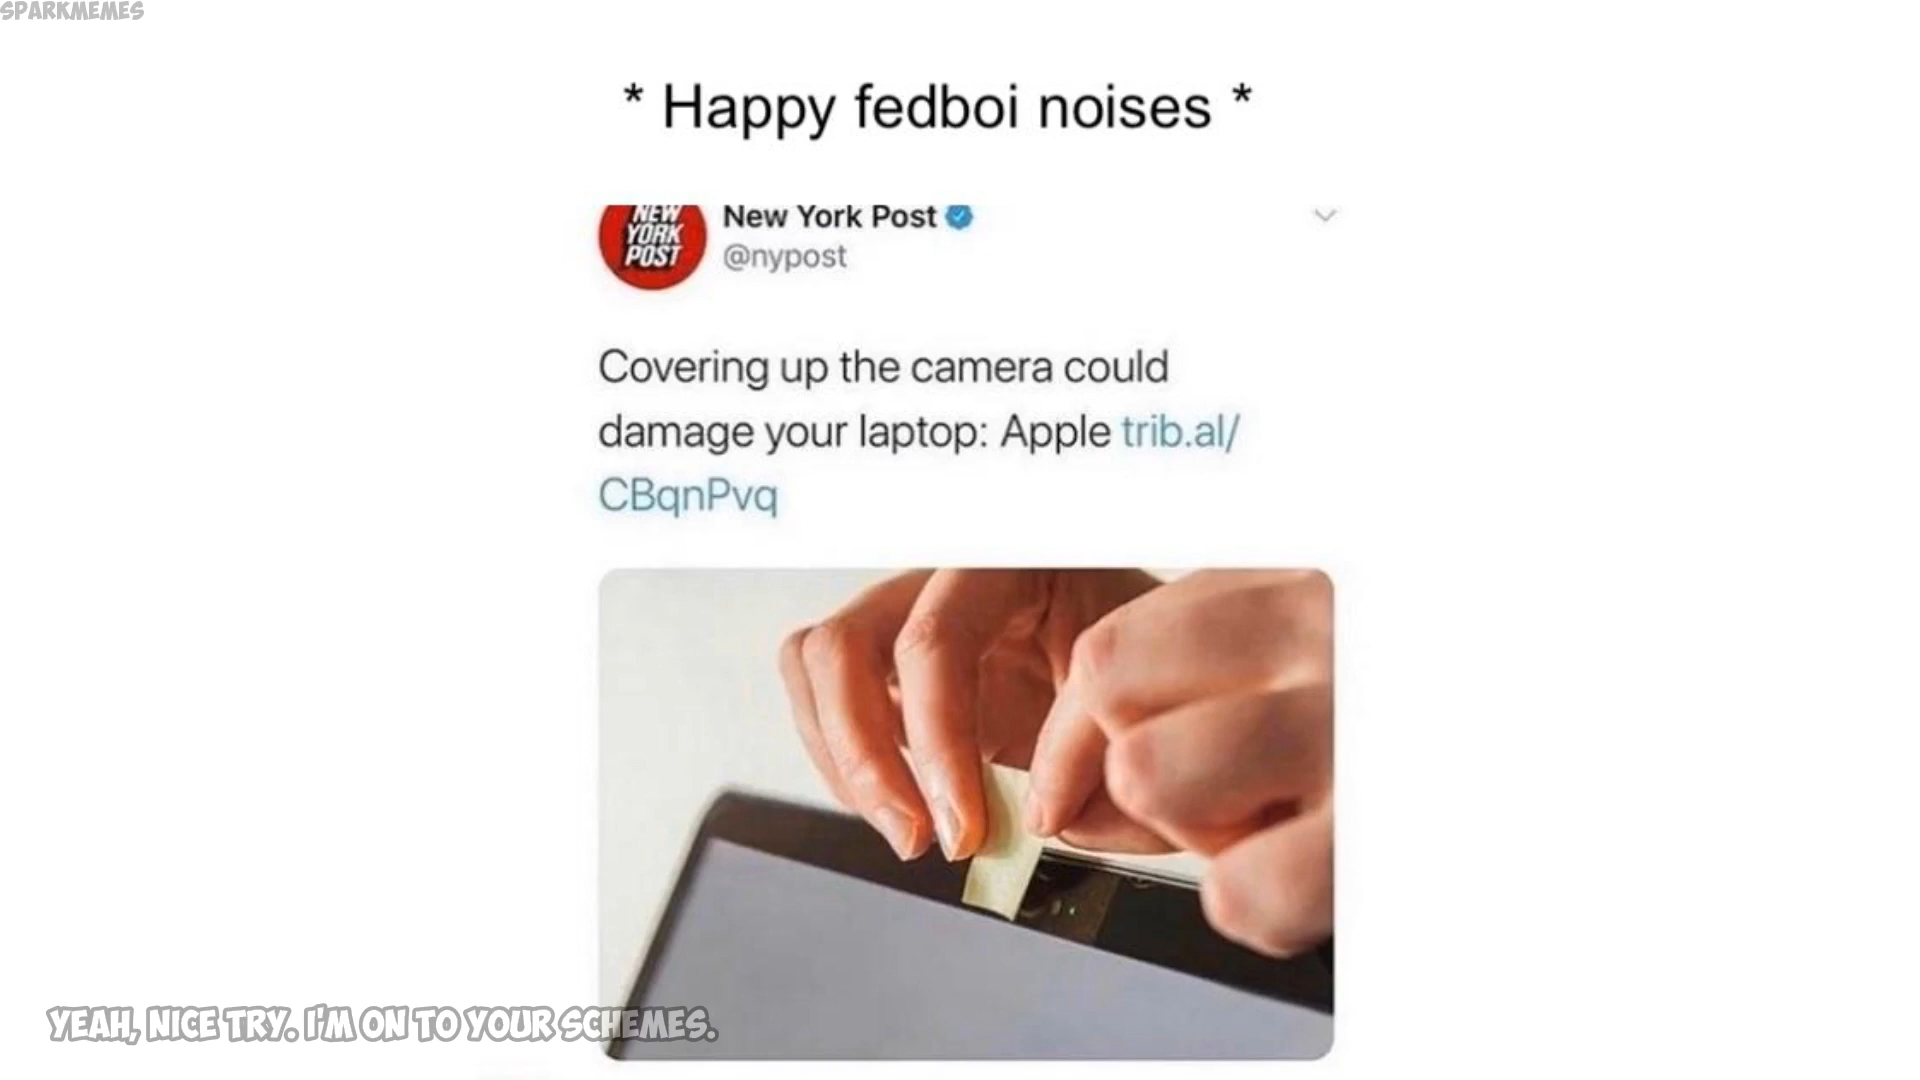 SPARKMEMES
* Happy fedboi noises *
NEW
YORK
POST
New York Post
@nypost
Covering up the camera could
damage your laptop: Apple trib.al/
CBqnPvq
YEAH, NICE TRY. I'M ON TO YOUR SCHEMES.